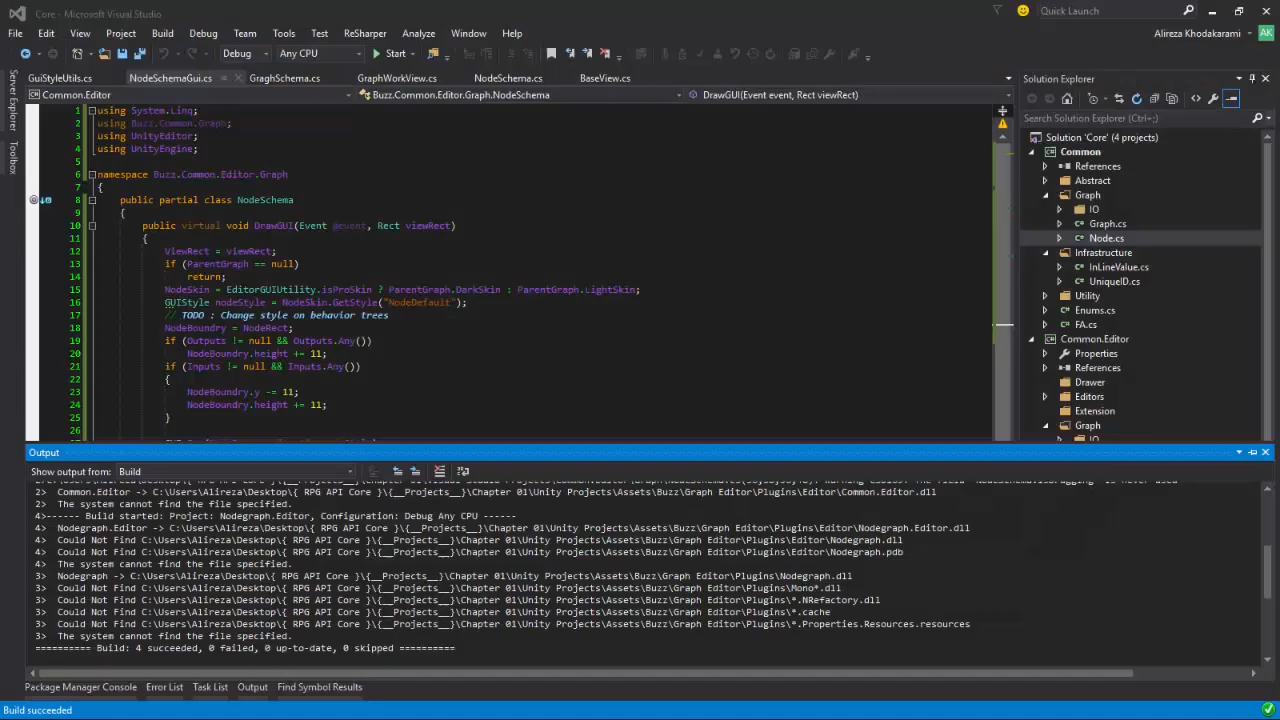 Core - Microsoft Visual Studio
Quick Launch
File Edit View Project Build Debug Team Tools Test ReSharper Analyze Window Help
Alireza Khodakarami AK
Debug Any CPU Start
GuiStyleUtils.cs NodeSchemaGui.cs GraghSchema.cs GraphWorkView.cs NodeSchema.cs BaseView.cs
Common.Editor Buzz.Common.Editor.Graph.NodeSchema DrawGUI(Event event, Rect viewRect)
Server Explorer
Toolbox
1 using System.Linq;
2 using Buzz.Common.Graph;
3 using UnityEditor;
4 using UnityEngine;
5
6 namespace Buzz.Common.Editor.Graph
7 {
8 public partial class NodeSchema
9 {
10 public virtual void DrawGUI(Event @event, Rect viewRect)
11 {
12 ViewRect = viewRect;
13 if (ParentGraph == null)
14 return;
15 NodeSkin = EditorGUIUtility.isProSkin ? ParentGraph.DarkSkin : ParentGraph.LightSkin;
16 GUIStyle nodeStyle = NodeSkin.GetStyle("NodeDefault");
17 // TODO : Change style on behavior trees
18 NodeBoundry = NodeRect;
19 if (Outputs != null && Outputs.Any())
20 NodeBoundry.height += 11;
21 if (Inputs != null && Inputs.Any())
22 {
23 NodeBoundry.y -= 11;
24 NodeBoundry.height += 11;
25 }
26
Solution Explorer
Search Solution Explorer (Ctrl+;)
Solution 'Core' (4 projects)
Common
References
Abstract
Graph
IO
Graph.cs
Node.cs
Infrastructure
InLineValue.cs
UniqueID.cs
Utility
Enums.cs
FA.cs
Common.Editor
Properties
References
Drawer
Editors
Extension
Graph
IO
Output
Show output from: Build
2> Common.Editor -> C:\Users\Alireza\Desktop\{ RPG API Core }\{__Projects__}\Chapter 01\Unity Projects\Assets\Buzz\Graph Editor\Plugins\Editor\Common.Editor.dll
2> The system cannot find the file specified.
4>------ Build started: Project: Nodegraph.Editor, Configuration: Debug Any CPU ------
4> Nodegraph.Editor -> C:\Users\Alireza\Desktop\{ RPG API Core }\{__Projects__}\Chapter 01\Unity Projects\Assets\Buzz\Graph Editor\Plugins\Editor\Nodegraph.Editor.dll
4> Could Not Find C:\Users\Alireza\Desktop\{ RPG API Core }\{__Projects__}\Chapter 01\Unity Projects\Assets\Buzz\Graph Editor\Plugins\Editor\Nodegraph.dll
4> Could Not Find C:\Users\Alireza\Desktop\{ RPG API Core }\{__Projects__}\Chapter 01\Unity Projects\Assets\Buzz\Graph Editor\Plugins\Editor\Nodegraph.pdb
4> The system cannot find the file specified.
3> Nodegraph -> C:\Users\Alireza\Desktop\{ RPG API Core }\{__Projects__}\Chapter 01\Unity Projects\Assets\Buzz\Graph Editor\Plugins\Nodegraph.dll
3> Could Not Find C:\Users\Alireza\Desktop\{ RPG API Core }\{__Projects__}\Chapter 01\Unity Projects\Assets\Buzz\Graph Editor\Plugins\Mono*.dll
3> Could Not Find C:\Users\Alireza\Desktop\{ RPG API Core }\{__Projects__}\Chapter 01\Unity Projects\Assets\Buzz\Graph Editor\Plugins\*.NRefactory.dll
3> Could Not Find C:\Users\Alireza\Desktop\{ RPG API Core }\{__Projects__}\Chapter 01\Unity Projects\Assets\Buzz\Graph Editor\Plugins\*.cache
3> Could Not Find C:\Users\Alireza\Desktop\{ RPG API Core }\{__Projects__}\Chapter 01\Unity Projects\Assets\Buzz\Graph Editor\Plugins\*.Properties.Resources.resources
3> The system cannot find the file specified.
========== Build: 4 succeeded, 0 failed, 0 up-to-date, 0 skipped ==========
Package Manager Console Error List Task List Output Find Symbol Results
Build succeeded